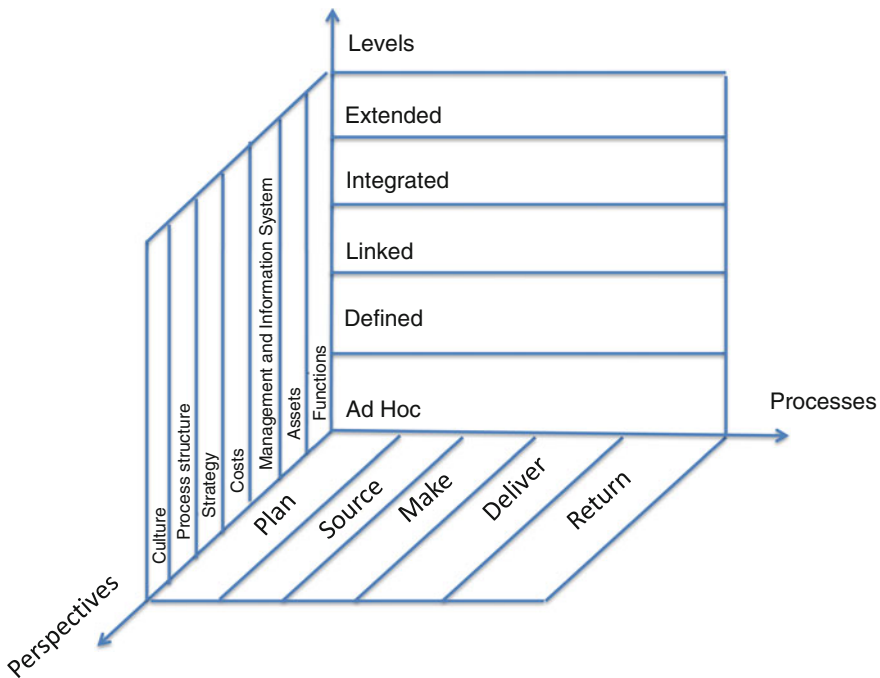 Levels
Extended
Integrated
Linked
Defined
Ad Hoc
Processes
Culture
Process structure
Strategy
Costs
Management and Information System
Assets
Functions
Plan
Source
Make
Deliver
Return
Perspectives